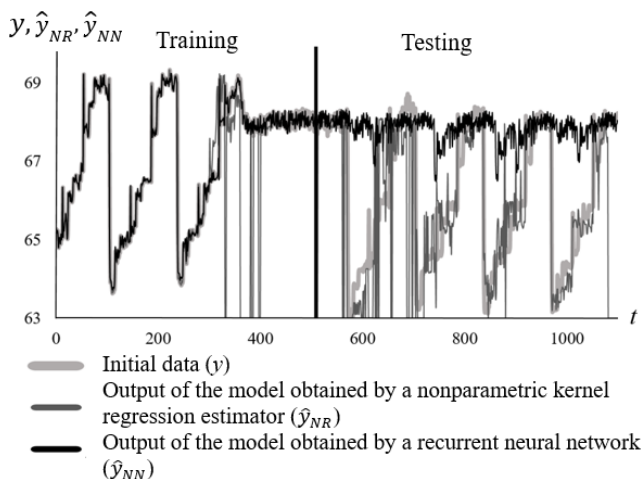 y, ŷ_NR, ŷ_NN
Training
Testing
69
67
65
63
0
200
400
600
800
1000
t
Initial data (y)
Output of the model obtained by a nonparametric kernel
regression estimator (ŷ_NR)
Output of the model obtained by a recurrent neural network
(ŷ_NN)